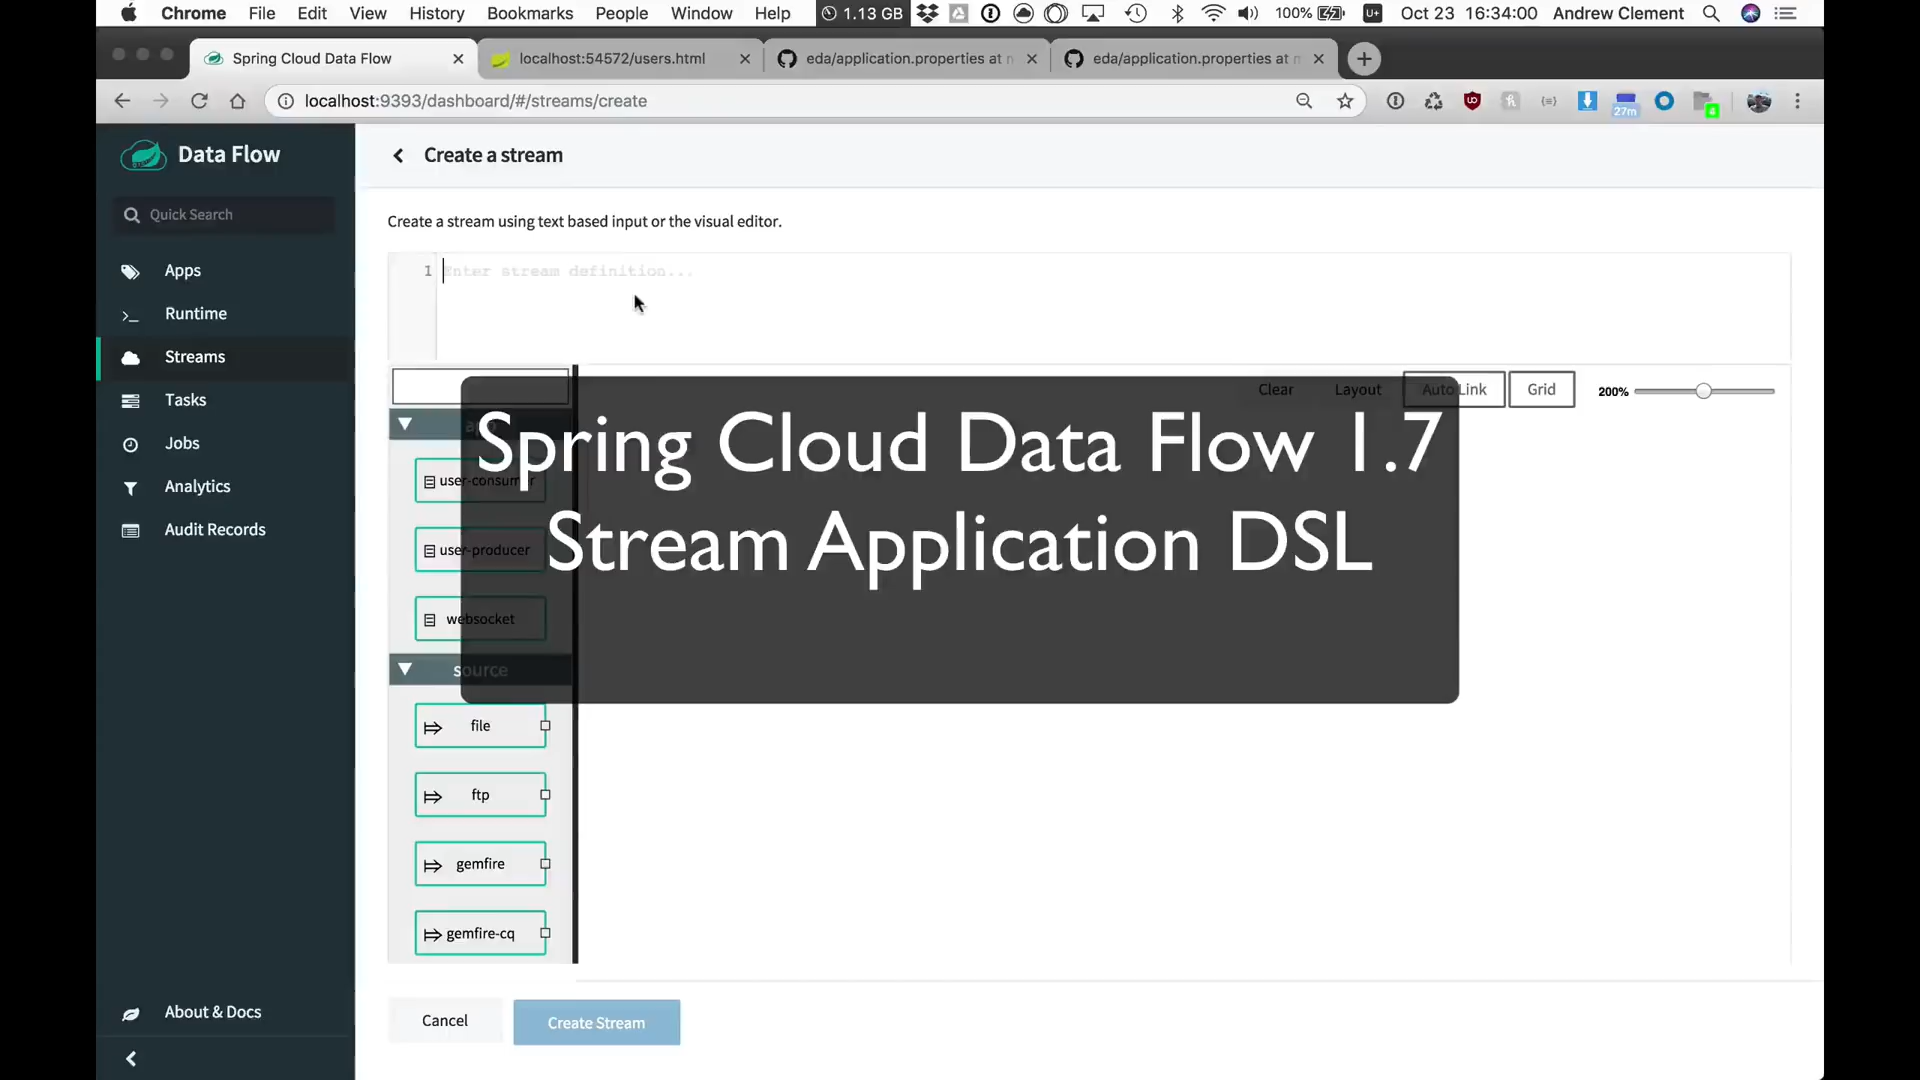 Chrome File Edit View History Bookmarks People Window Help 1.13 GB 100% U+ Oct 23 16:34:00 Andrew Clement
Spring Cloud Data Flow localhost:54572/users.html eda/application.properties at eda/application.properties at
localhost:9393/dashboard/#/streams/create
27m
Data Flow
Create a stream
Quick Search
Create a stream using text based input or the visual editor.
1 Enter stream definition...
Apps
Runtime
Streams
Tasks
Jobs
Analytics
Audit Records
Clear Layout Auto Link Grid 200%
app
user-consumer
user-producer
websocket
source
file
ftp
gemfire
gemfire-cq
Spring Cloud Data Flow 1.7
Stream Application DSL
Cancel Create Stream
About & Docs